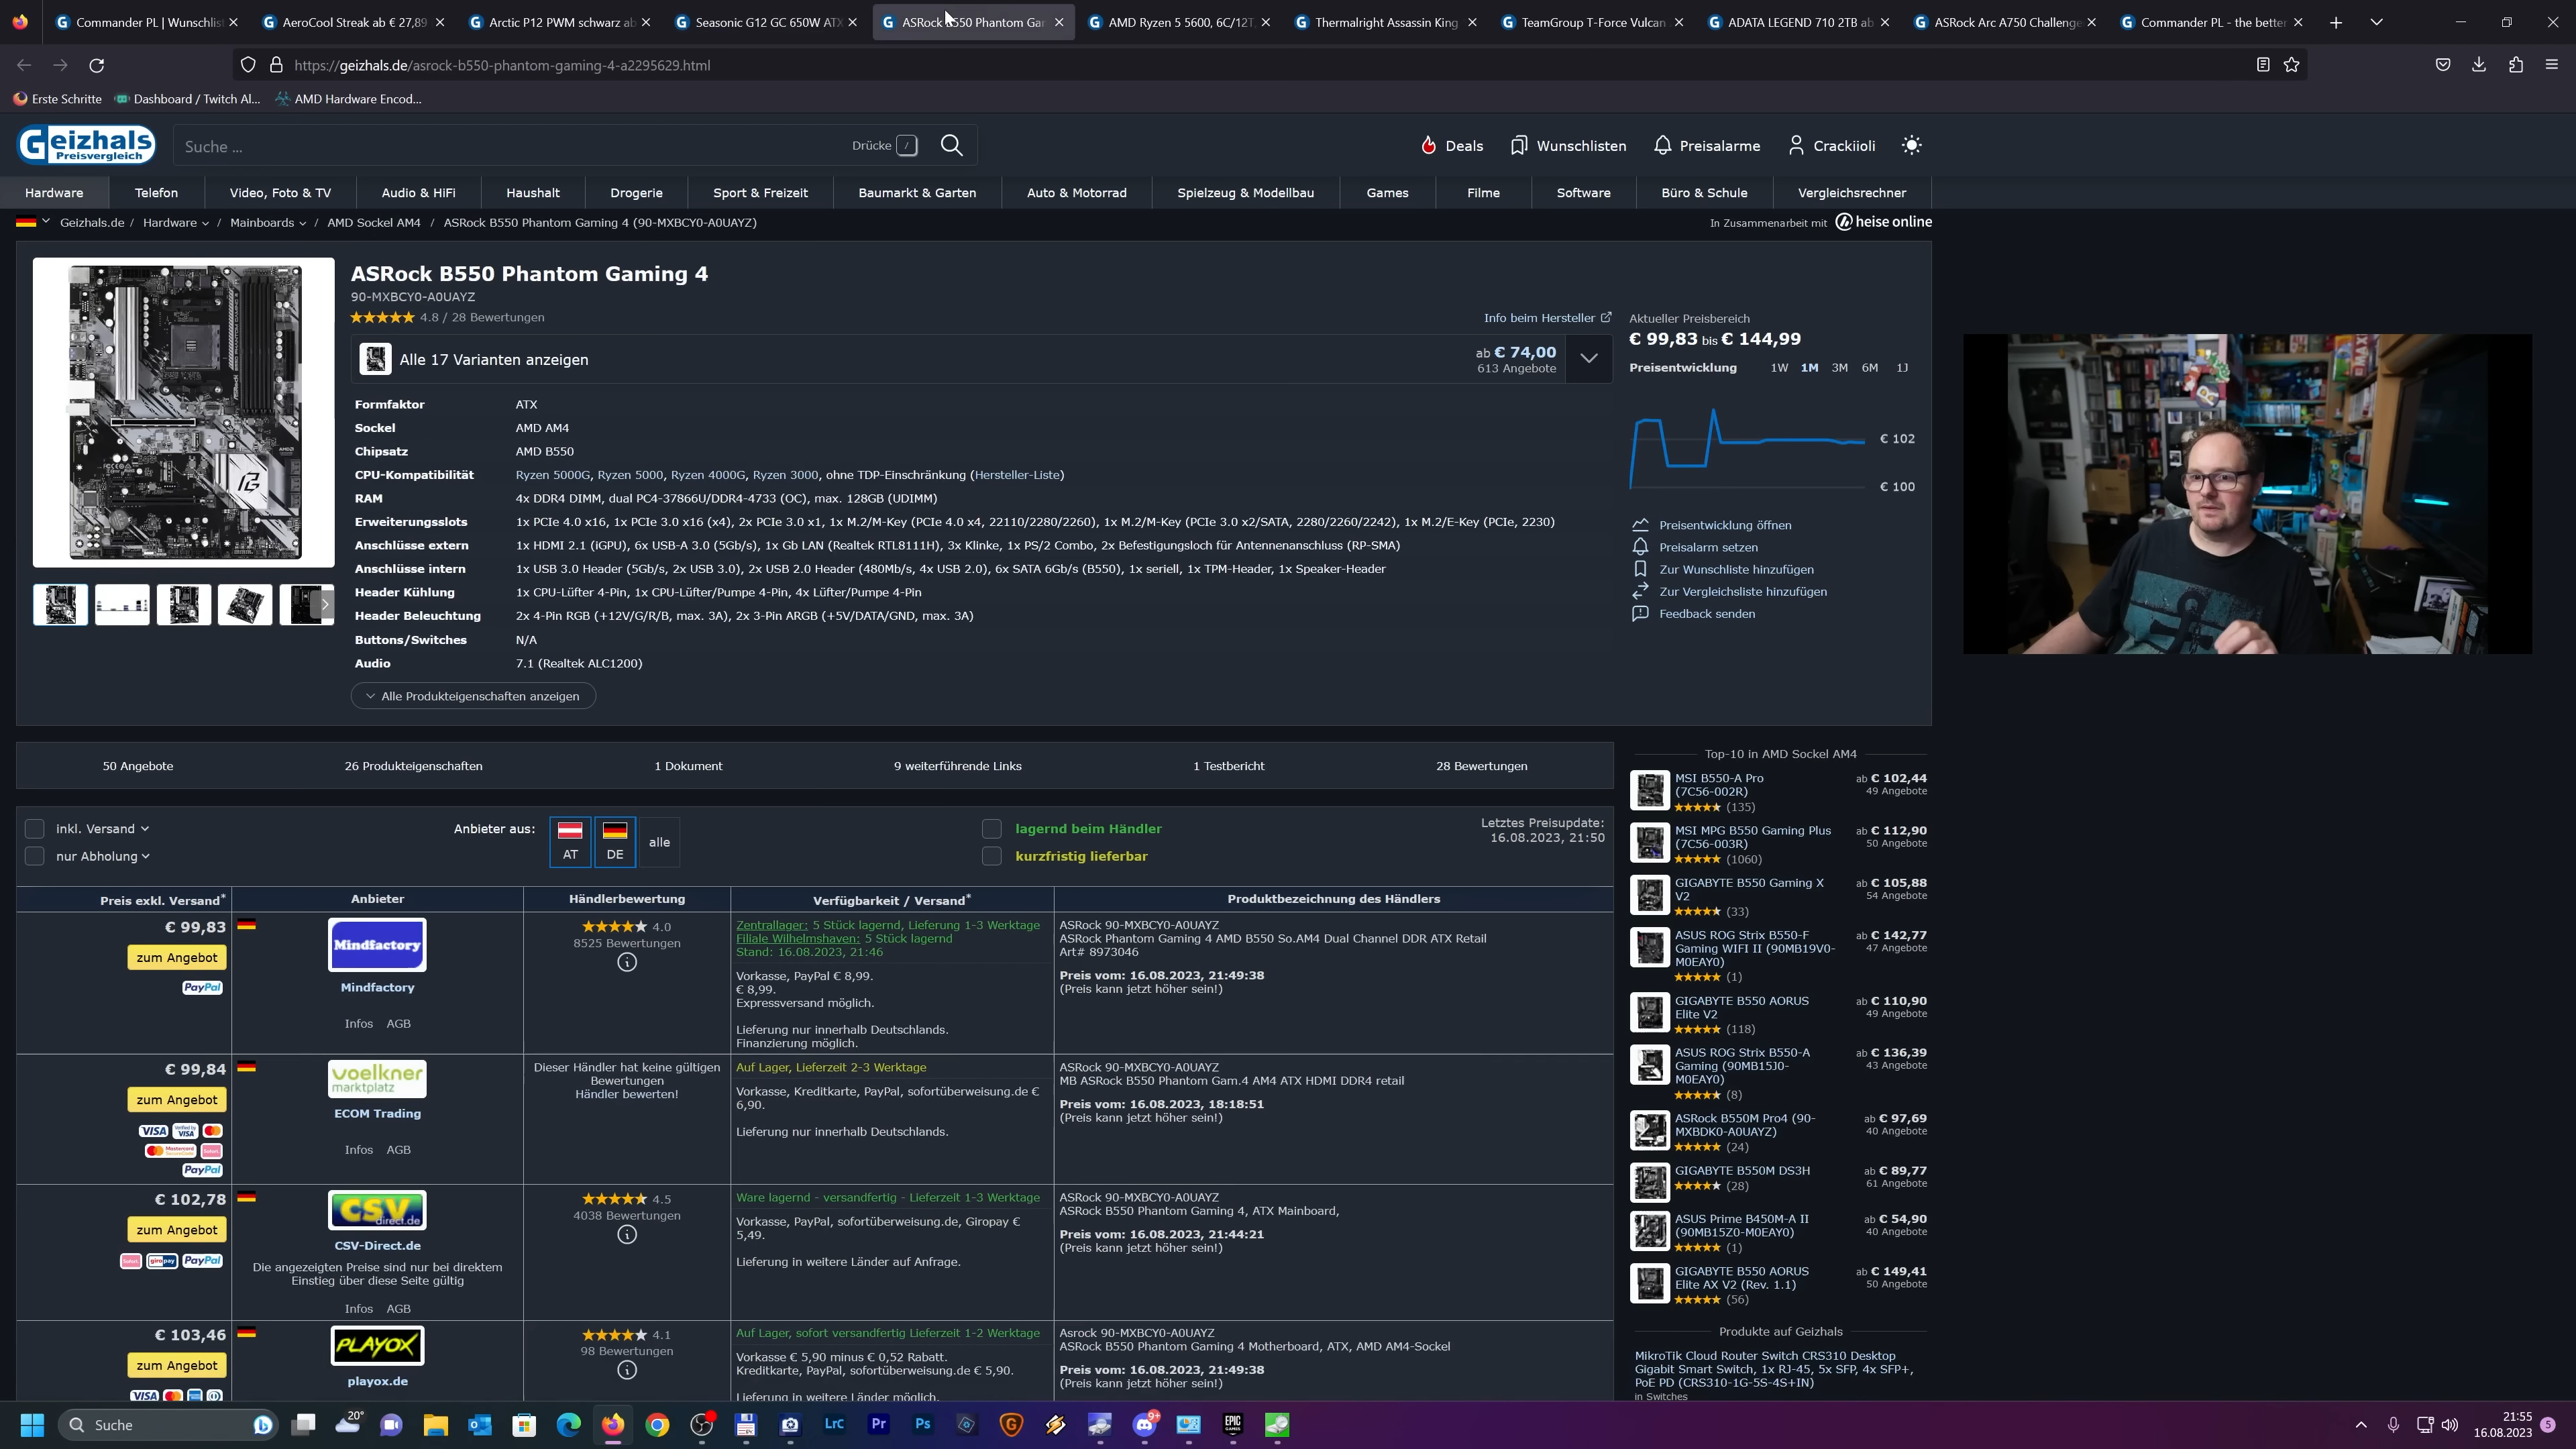 Commander PL | Wunschlis
AeroCool Streak ab € 27,89
Arctic P12 PWM schwarz ab
Seasonic G12 GC 650W ATX
ASRock B550 Phantom Gar
AMD Ryzen 5 5600, 6C/12T,
Thermalright Assassin King
TeamGroup T-Force Vulcan
ADATA LEGEND 710 2TB ab
ASRock Arc A750 Challenge
Commander PL - the better
https://geizhals.de/asrock-b550-phantom-gaming-4-a2295629.html
Erste Schritte
Dashboard / Twitch Al...
AMD Hardware Encod...
Geizhals
Preisvergleich
Suche ...
Drücke /
Deals
Wunschlisten
Preisalarme
Crackiioli
Hardware
Telefon
Video, Foto & TV
Audio & HiFi
Haushalt
Drogerie
Sport & Freizeit
Baumarkt & Garten
Auto & Motorrad
Spielzeug & Modellbau
Games
Filme
Software
Büro & Schule
Vergleichsrechner
Geizhals.de / Hardware / Mainboards / AMD Sockel AM4 / ASRock B550 Phantom Gaming 4 (90-MXBCY0-A0UAYZ)
In Zusammenarbeit mit heise online
ASRock B550 Phantom Gaming 4
90-MXBCY0-A0UAYZ
4.8 / 28 Bewertungen
Info beim Hersteller
Alle 17 Varianten anzeigen
ab € 74,00
613 Angebote
Formfaktor ATX
Sockel AMD AM4
Chipsatz AMD B550
CPU-Kompatibilität Ryzen 5000G, Ryzen 5000, Ryzen 4000G, Ryzen 3000, ohne TDP-Einschränkung (Hersteller-Liste)
RAM 4x DDR4 DIMM, dual PC4-37866U/DDR4-4733 (OC), max. 128GB (UDIMM)
Erweiterungsslots 1x PCIe 4.0 x16, 1x PCIe 3.0 x16 (x4), 2x PCIe 3.0 x1, 1x M.2/M-Key (PCIe 4.0 x4, 22110/2280/2260), 1x M.2/M-Key (PCIe 3.0 x2/SATA, 2280/2260/2242), 1x M.2/E-Key (PCIe, 2230)
Anschlüsse extern 1x HDMI 2.1 (iGPU), 6x USB-A 3.0 (5Gb/s), 1x Gb LAN (Realtek RTL8111H), 3x Klinke, 1x PS/2 Combo, 2x Befestigungsloch für Antennenanschluss (RP-SMA)
Anschlüsse intern 1x USB 3.0 Header (5Gb/s, 2x USB 3.0), 2x USB 2.0 Header (480Mb/s, 4x USB 2.0), 6x SATA 6Gb/s (B550), 1x seriell, 1x TPM-Header, 1x Speaker-Header
Header Kühlung 1x CPU-Lüfter 4-Pin, 1x CPU-Lüfter/Pumpe 4-Pin, 4x Lüfter/Pumpe 4-Pin
Header Beleuchtung 2x 4-Pin RGB (+12V/G/R/B, max. 3A), 2x 3-Pin ARGB (+5V/DATA/GND, max. 3A)
Buttons/Switches N/A
Audio 7.1 (Realtek ALC1200)
Alle Produkteigenschaften anzeigen
Aktueller Preisbereich
€ 99,83 bis € 144,99
Preisentwicklung 1W 1M 3M 6M 1J
€ 102
€ 100
Preisentwicklung öffnen
Preisalarm setzen
Zur Wunschliste hinzufügen
Zur Vergleichsliste hinzufügen
Feedback senden
50 Angebote
26 Produkteigenschaften
1 Dokument
9 weiterführende Links
1 Testbericht
28 Bewertungen
inkl. Versand
nur Abholung
Anbieter aus:
AT
DE
alle
lagernd beim Händler
kurzfristig lieferbar
Letztes Preisupdate:
16.08.2023, 21:50
Preis exkl. Versand* Anbieter Händlerbewertung Verfügbarkeit / Versand* Produktbezeichnung des Händlers
€ 99,83
zum Angebot
PayPal
Mindfactory
Mindfactory
Infos AGB
4.0
8525 Bewertungen
Zentrallager: 5 Stück lagernd, Lieferung 1-3 Werktage
Filiale Wilhelmshaven: 5 Stück lagernd
Stand: 16.08.2023, 21:46
Vorkasse, PayPal € 8,99.
€ 8,99.
Expressversand möglich.
Lieferung nur innerhalb Deutschlands.
Finanzierung möglich.
ASRock 90-MXBCY0-A0UAYZ
ASRock Phantom Gaming 4 AMD B550 So.AM4 Dual Channel DDR ATX Retail
Art# 8973046
Preis vom: 16.08.2023, 21:49:38
(Preis kann jetzt höher sein!)
€ 99,84
zum Angebot
VISA
PayPal
voelkner
marktplatz
ECOM Trading
Infos AGB
Dieser Händler hat keine gültigen
Bewertungen
Händler bewerten!
Auf Lager, Lieferzeit 2-3 Werktage
Vorkasse, Kreditkarte, PayPal, sofortüberweisung.de €
6,90.
Lieferung nur innerhalb Deutschlands.
ASRock 90-MXBCY0-A0UAYZ
MB ASRock B550 Phantom Gam.4 AM4 ATX HDMI DDR4 retail
Preis vom: 16.08.2023, 18:18:51
(Preis kann jetzt höher sein!)
€ 102,78
zum Angebot
giropay PayPal
CSV
direct.de
CSV-Direct.de
Die angezeigten Preise sind nur bei direktem
Einstieg über diese Seite gültig
Infos AGB
4.5
4038 Bewertungen
Ware lagernd - versandfertig - Lieferzeit 1-3 Werktage
Vorkasse, PayPal, sofortüberweisung.de, Giropay €
5,49.
Lieferung in weitere Länder auf Anfrage.
ASRock 90-MXBCY0-A0UAYZ
ASRock B550 Phantom Gaming 4, ATX Mainboard,
Preis vom: 16.08.2023, 21:44:21
(Preis kann jetzt höher sein!)
€ 103,46
zum Angebot
VISA
PLAYOX
playox.de
4.1
98 Bewertungen
Auf Lager, sofort versandfertig Lieferzeit 1-2 Werktage
Vorkasse € 5,90 minus € 0,52 Rabatt.
Kreditkarte, PayPal, sofortüberweisung.de € 5,90.
Lieferung in weitere Länder möglich.
Asrock 90-MXBCY0-A0UAYZ
ASRock B550 Phantom Gaming 4 Motherboard, ATX, AMD AM4-Sockel
Preis vom: 16.08.2023, 21:49:38
(Preis kann jetzt höher sein!)
Top-10 in AMD Sockel AM4
MSI B550-A Pro ab € 102,44
(7C56-002R) 49 Angebote
(135)
MSI MPG B550 Gaming Plus ab € 112,90
(7C56-003R) 50 Angebote
(1060)
GIGABYTE B550 Gaming X ab € 105,88
V2 54 Angebote
(33)
ASUS ROG Strix B550-F ab € 142,77
Gaming WIFI II (90MB19V0- 47 Angebote
M0EAY0)
(1)
GIGABYTE B550 AORUS ab € 110,90
Elite V2 49 Angebote
(118)
ASUS ROG Strix B550-A ab € 136,39
Gaming (90MB15J0- 43 Angebote
M0EAY0)
(8)
ASRock B550M Pro4 (90- ab € 97,69
MXBDK0-A0UAYZ) 40 Angebote
(24)
GIGABYTE B550M DS3H ab € 89,77
(28) 61 Angebote
ASUS Prime B450M-A II ab € 54,90
(90MB15Z0-M0EAY0) 40 Angebote
(1)
GIGABYTE B550 AORUS ab € 149,41
Elite AX V2 (Rev. 1.1) 50 Angebote
(56)
Produkte auf Geizhals
MikroTik Cloud Router Switch CRS310 Desktop
Gigabit Smart Switch, 1x RJ-45, 5x SFP, 4x SFP+,
PoE PD (CRS310-1G-5S-4S+IN)
in Switches
Suche
20°
LrC
Pr
Ps
9+
EPIC
GAMES
21:55
16.08.2023
5